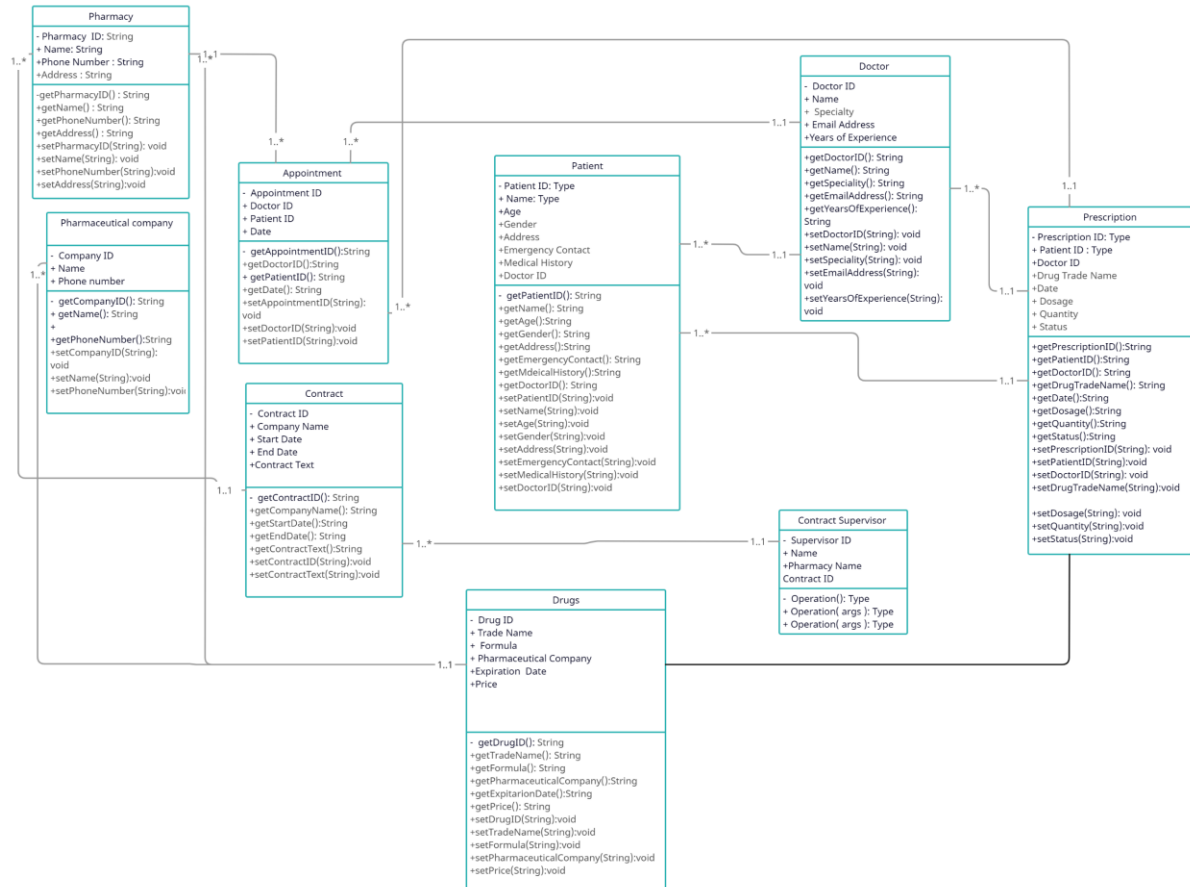 Pharmacy
- Pharmacy  ID: String
+ Name: String
+Phone Number : String
+Address : String
-getPharmacyID() : String
+getName() : String
+getPhoneNumber(): String
+getAddress() : String
+setPharmacyID(String): void
+setName(String): void
+setPhoneNumber(String):void
+setAddress(String):void
1..*
1..1
1..*
1..*
Pharmaceutical company
-  Company ID
+ Name
+ Phone number
-  getCompanyID(): String
+ getName(): String
+
+getPhoneNumber():String
+setCompanyID(String):
void
+setName(String):void
+setPhoneNumber(String):voi
1..*
1..*
Appointment
-  Appointment ID
+ Doctor ID
+ Patient ID
+ Date
-  getAppointmentID():String
+getDoctorID():String
+ getPatientID(): String
+getDate(): String
+setAppointmentID(String):
void
+setDoctorID(String):void
+setPatientID(String):void
1..*
Contract
-  Contract ID
+ Company Name
+ Start Date
+ End Date
+Contract Text
-  getContractID(): String
+getCompanyName(): String
+getStartDate():String
+getEndDate(): String
+getContractText():String
+setContractID(String):void
+setContractText(String):void
1..1
1..*
Patient
- Patient ID: Type
+ Name: Type
+Age
+Gender
+Address
+Emergency Contact
+Medical History
+Doctor ID
-  getPatientID(): String
+getName(): String
+getAge():String
+getGender(): String
+getAddress():String
+getEmergencyContact(): String
+getMdeicalHistory():String
+getDoctorID(): String
+setPatientID(String):void
+setName(String):void
+setAge(String):void
+setGender(String):void
+setAddress(String):void
+setEmergencyContact(String):void
+setMedicalHistory(String):void
+setDoctorID(String):void
1..*
1..1
1..*
1..1
Doctor
-  Doctor ID
+ Name
+  Specialty
+ Email Address
+Years of Experience
+getDoctorID(): String
+getName(): String
+getSpeciality(): String
+getEmailAddress(): String
+getYearsOfExperience():
String
+setDoctorID(String): void
+setName(String): void
+setSpeciality(String): void
+setEmailAddress(String):
void
+setYearsOfExperience(String):
void
1..1
1..*
1..1
1..1
Prescription
- Prescription ID: Type
+ Patient ID : Type
+Doctor ID
+Drug Trade Name
+Date
+ Dosage
+ Quantity
+ Status
+getPrescriptionID():String
+getPatientID():String
+getDoctorID(): String
+getDrugTradeName(): String
+getDate():String
+getDosage():String
+getQuantity():String
+getStatus():String
+setPrescriptionID(String): void
+setPatientID(String):void
+setDoctorID(String): void
+setDrugTradeName(String):void
+setDosage(String): void
+setQuantity(String):void
+setStatus(String):void
Contract Supervisor
-  Supervisor ID
+ Name
+Pharmacy Name
Contract ID
-  Operation(): Type
+ Operation( args ): Type
+ Operation( args ): Type
1..1
Drugs
-  Drug ID
+ Trade Name
+  Formula
+ Pharmaceutical Company
+Expiration  Date
+Price
-  getDrugID(): String
+getTradeName(): String
+getFormula(): String
+getPharmaceuticalCompany():String
+getExpitarionDate():String
+getPrice(): String
+setDrugID(String):void
+setTradeName(String):void
+setFormula(String):void
+setPharmaceuticalCompany(String):void
+setPrice(String):void
1..1